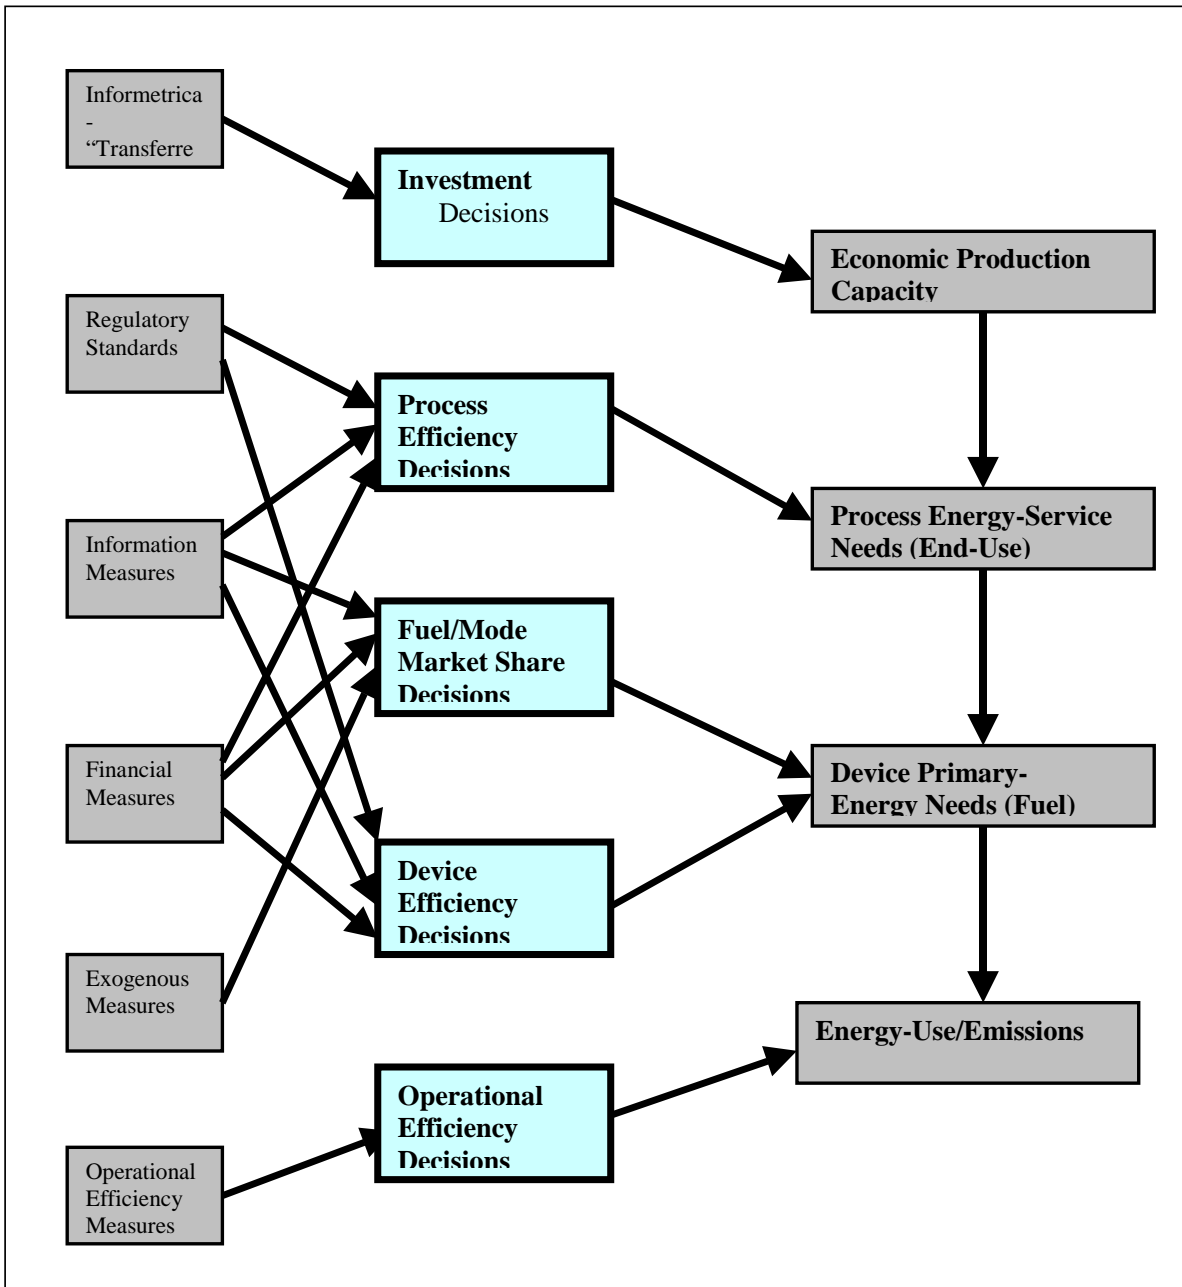 Informetrica
-
“Transferre
Investment
Decisions
Economic Production
Capacity
Regulatory
Standards
Process
Efficiency
Decisions
Process Energy-Service
Needs (End-Use)
Information
Measures
Fuel/Mode
Market Share
Decisions
Financial
Measures
Device Primary-
Energy Needs (Fuel)
Device
Efficiency
Decisions
Exogenous
Measures
Energy-Use/Emissions
Operational
Efficiency
Decisions
Operational
Efficiency
Measures